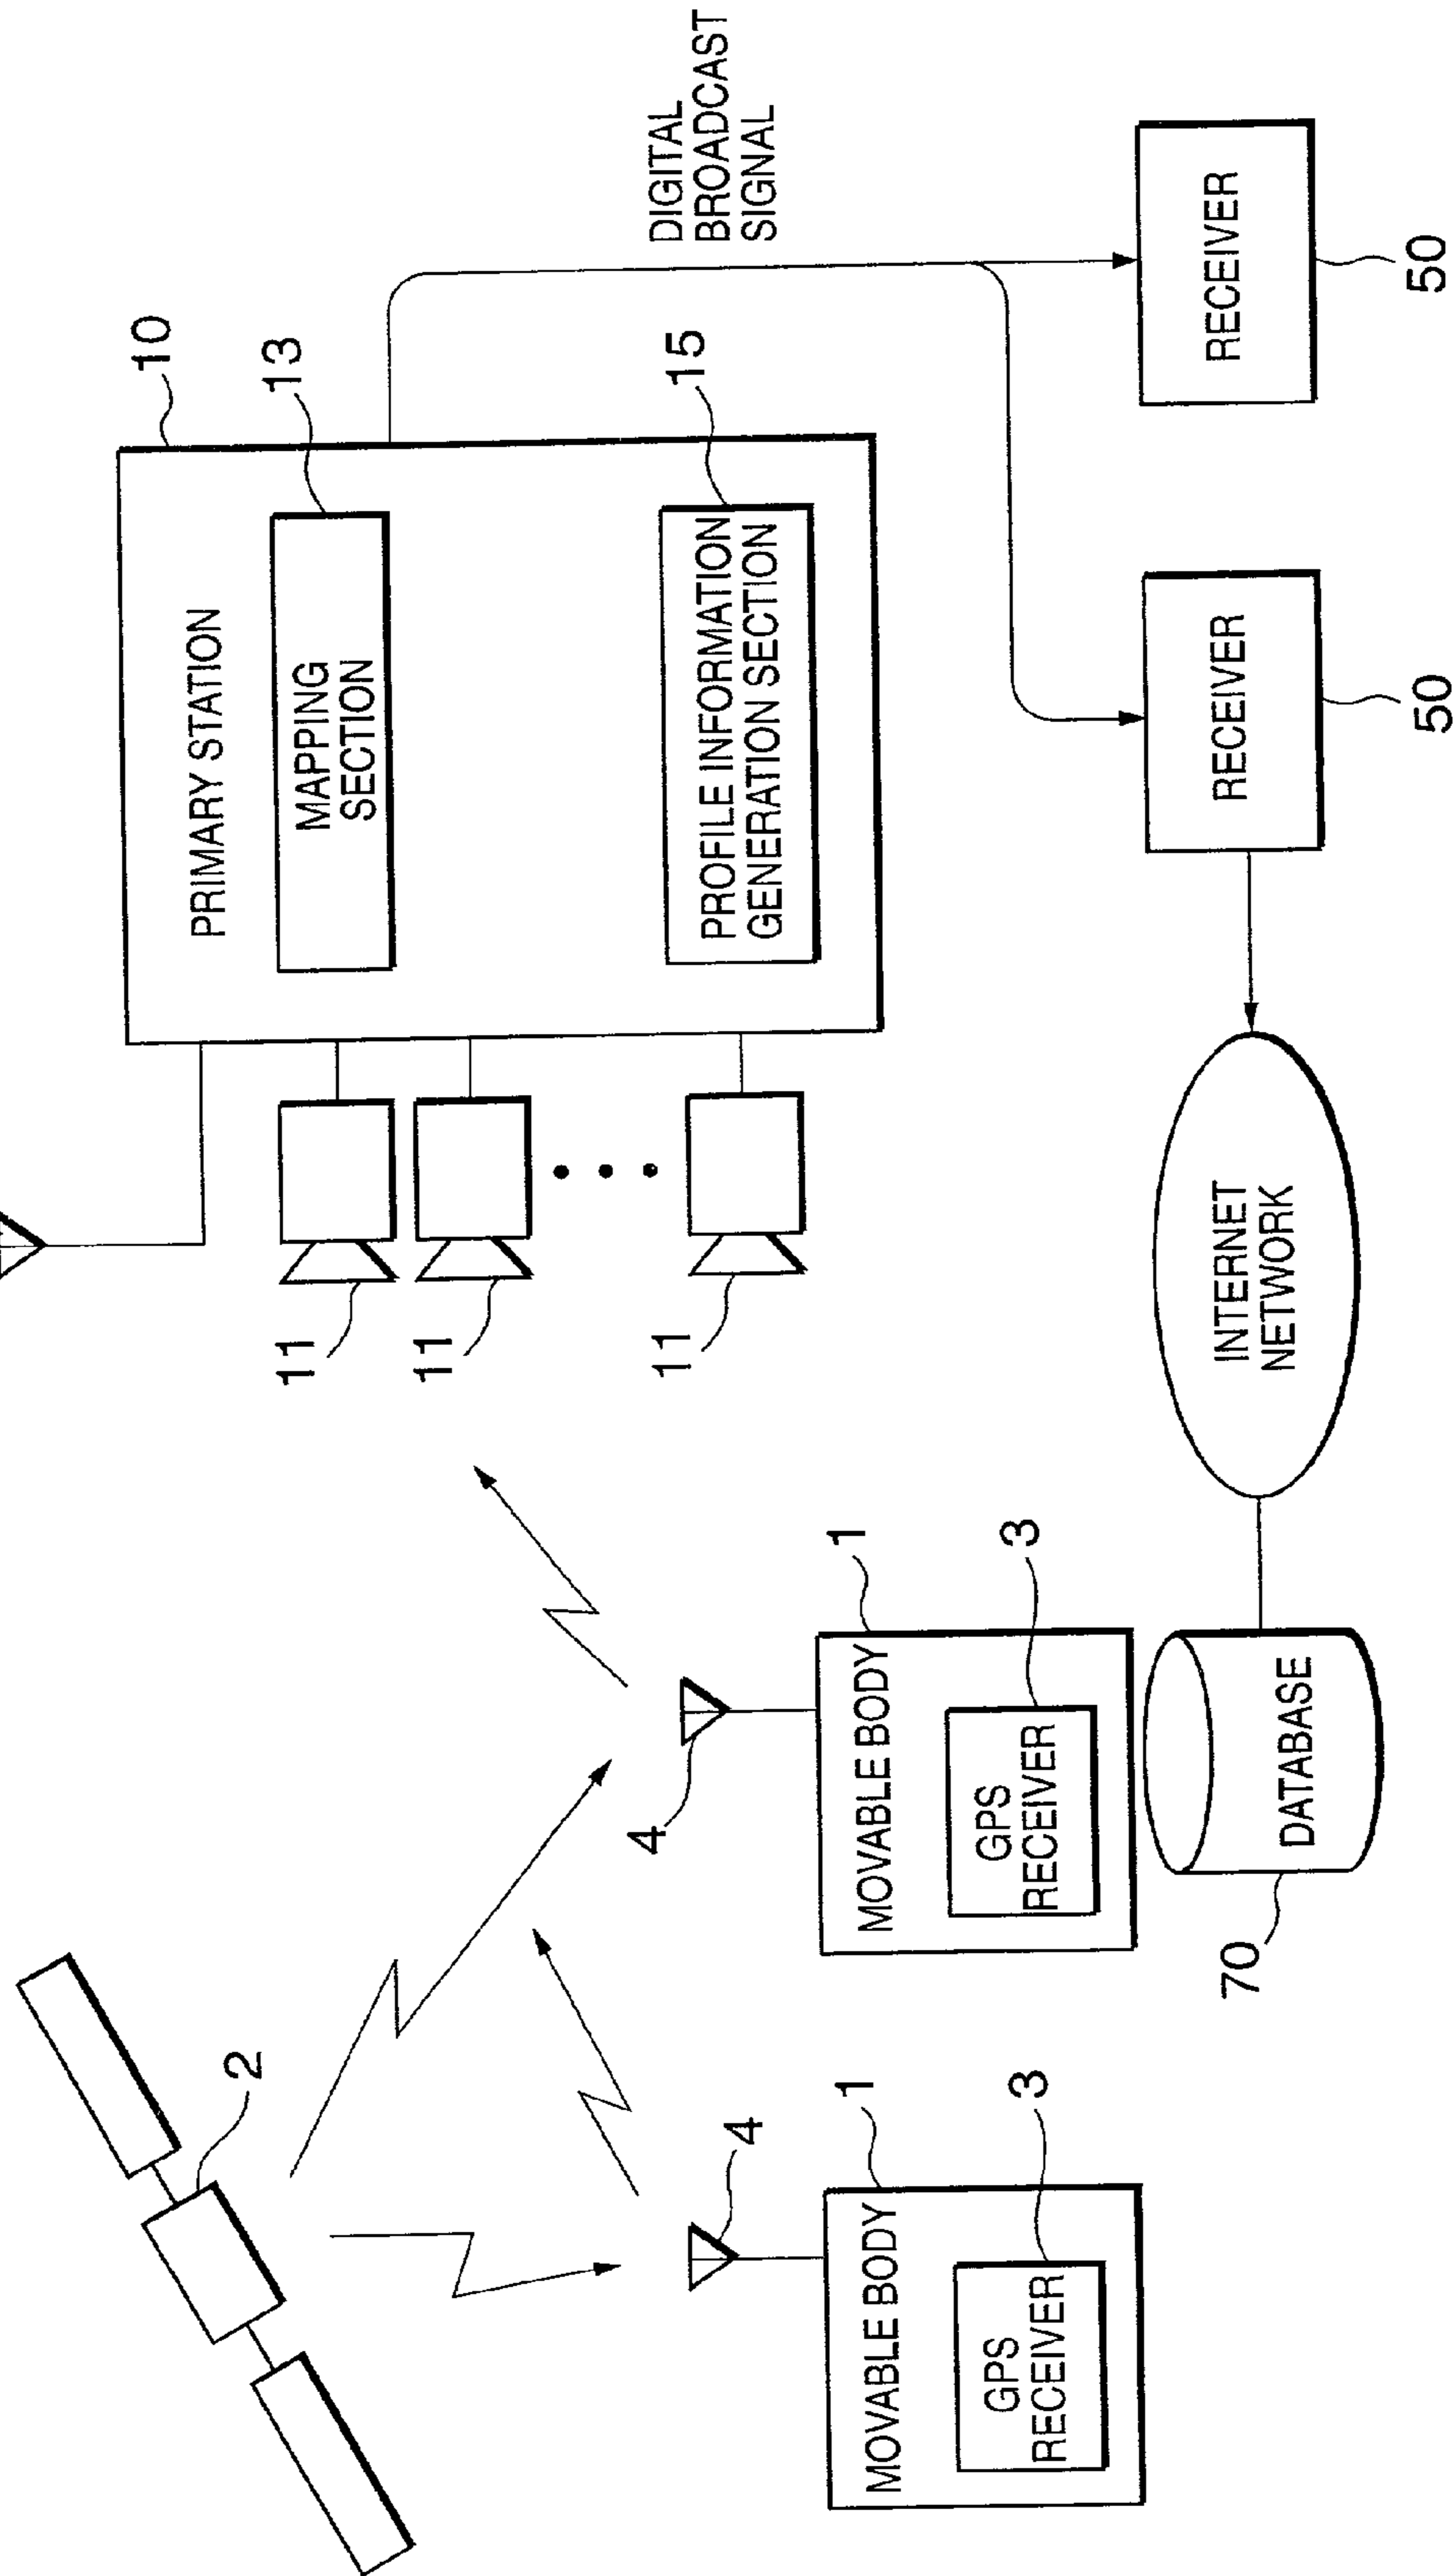 2
4
MOVABLE BODY
1
GPS
RECEIVER
3
4
MOVABLE BODY
1
GPS
RECEIVER
3
11
11
11
PRIMARY STATION
10
MAPPING
SECTION
13
PROFILE INFORMATION
GENERATION SECTION
15
DIGITAL
BROADCAST
SIGNAL
70
DATABASE
INTERNET
NETWORK
RECEIVER
50
RECEIVER
50